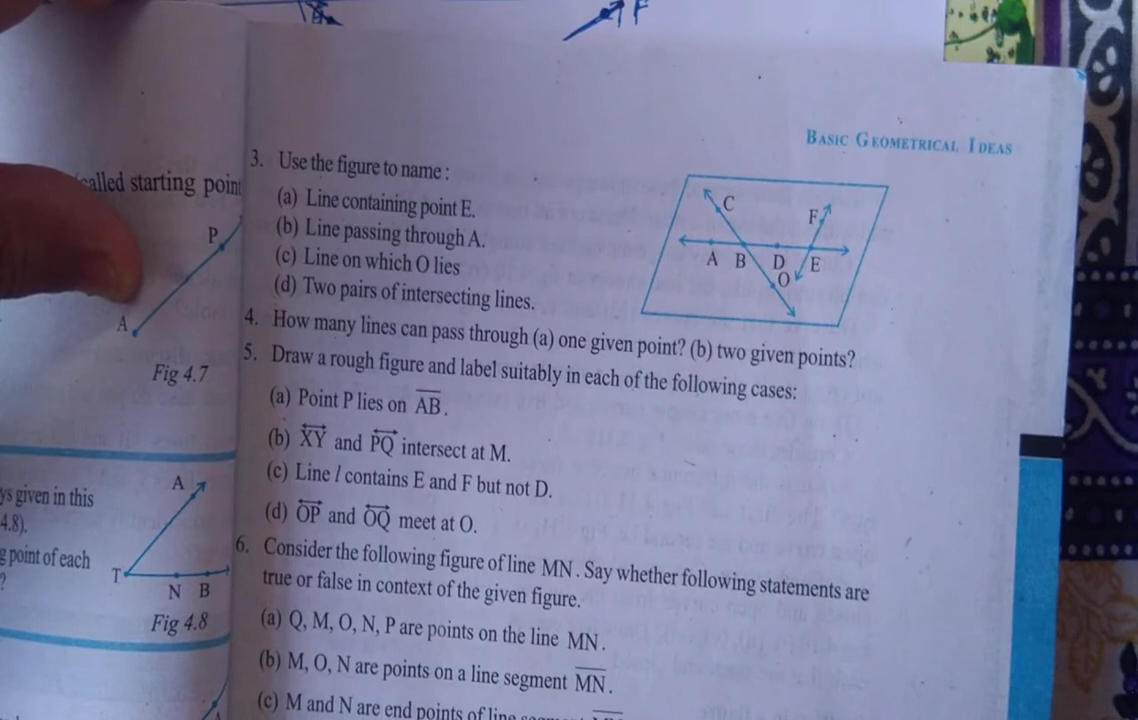 BASIC GEOMETRICAL IDEAS
called starting point
P
A
Fig 4.7
ys given in this
4.8).
g point of each
?
A
T
N B
Fig 4.8
3. Use the figure to name :
(a) Line containing point E.
(b) Line passing through A.
(c) Line on which O lies
(d) Two pairs of intersecting lines.
C
F
A B D E
O
4. How many lines can pass through (a) one given point? (b) two given points?
5. Draw a rough figure and label suitably in each of the following cases:
(a) Point P lies on AB.
(b) XY and PQ intersect at M.
(c) Line l contains E and F but not D.
(d) OP and OQ meet at O.
6. Consider the following figure of line MN. Say whether following statements are
true or false in context of the given figure.
(a) Q, M, O, N, P are points on the line MN.
(b) M, O, N are points on a line segment MN.
(c) M and N are end points of line